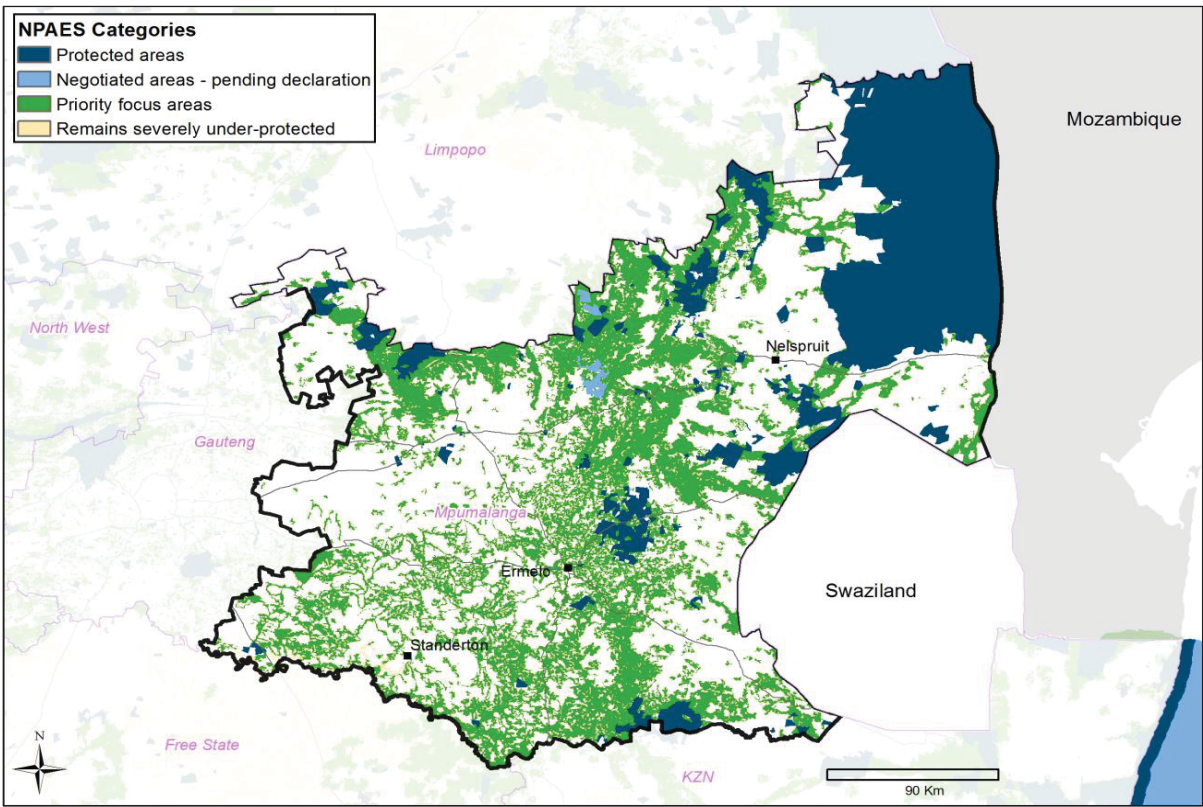 NPAES Categories
Protected areas
Negotiated areas - pending declaration
Priority focus areas
Remains severely under-protected
Mozambique
Limpopo
North West
Nelspruit
Gauteng
Mpumalanga
Ermelo
Swaziland
Standerton
Free State
KZN
N
90 Km